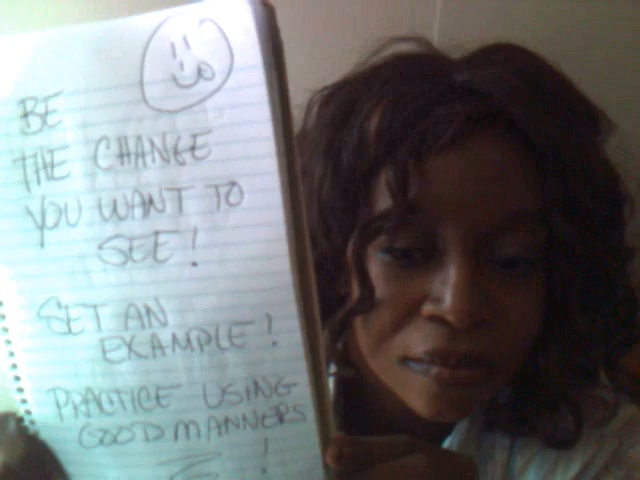 BE
THE CHANGE
YOU WANT TO
SEE!
SET AN
EXAMPLE!
PRACTICE USING
GOOD MANNERS
!